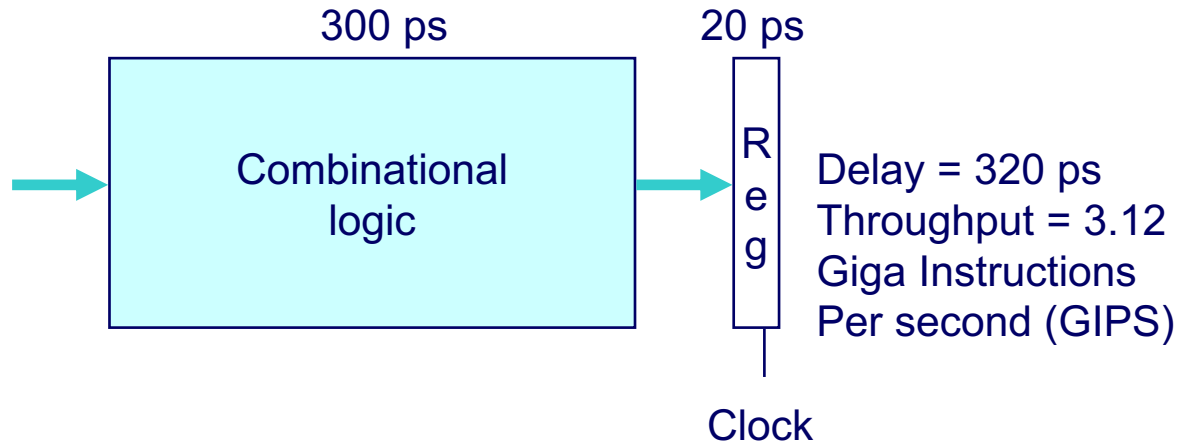 300 ps
20 ps
Combinational
logic
R
e
g
Delay = 320 ps
Throughput = 3.12
Giga Instructions
Per second (GIPS)
Clock